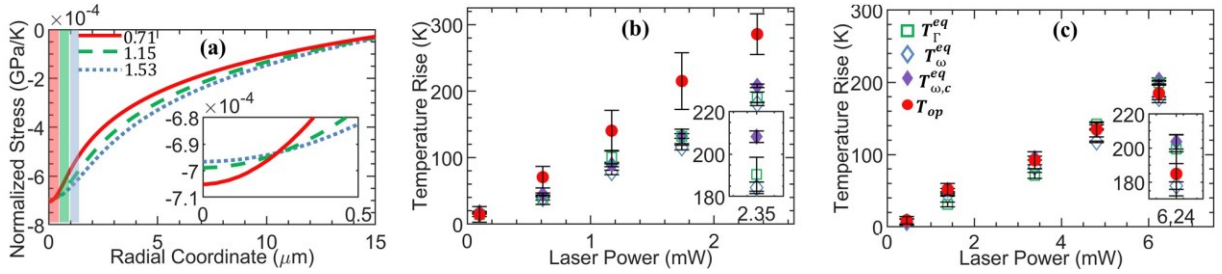 ×10⁻⁴
(a)
0.71
1.15
1.53
Normalized Stress (GPa/K)
0
-2
-4
-6
-8
×10⁻⁴
-6.8
-6.9
-7
-7.1
0 0.5
0 5 10 15
Radial Coordinate (μm)
(b)
Temperature Rise (K)
300
200
100
0
220
200
180
2.35
0 1 2
Laser Power (mW)
(c)
T_Γ^eq
T_ω^eq
T_ω,c^eq
T_op
Temperature Rise (K)
300
200
100
0
220
200
180
6.24
0 2 4 6
Laser Power (mW)